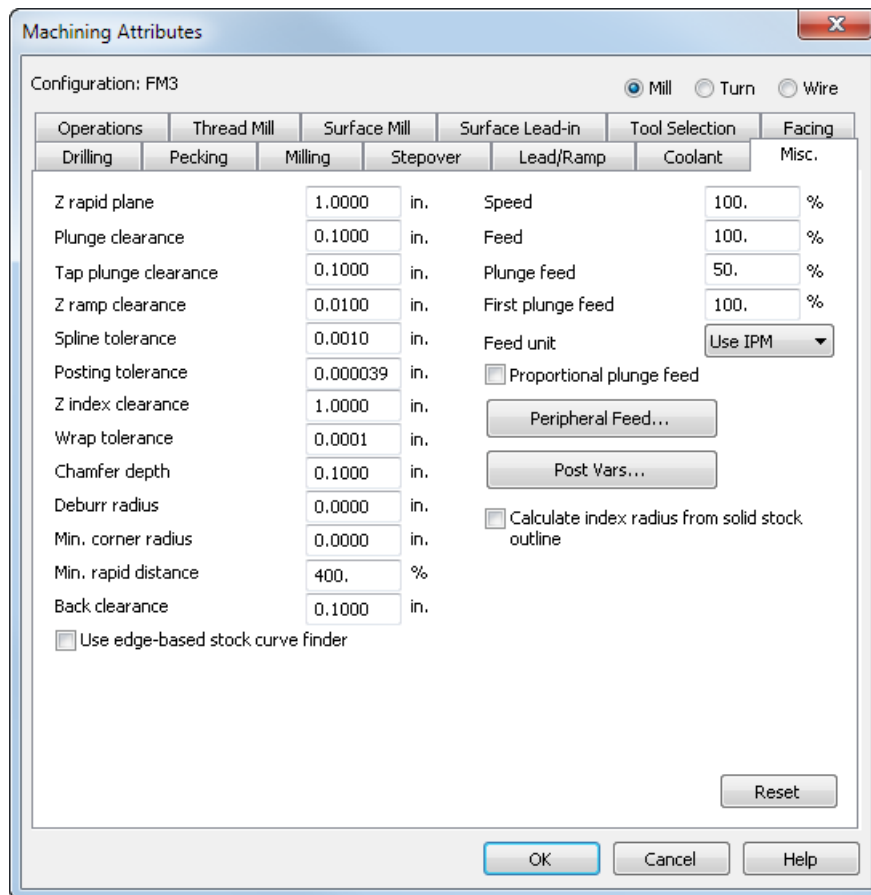 Machining Attributes
Configuration: FM3
Mill Turn Wire
Operations Thread Mill Surface Mill Surface Lead-in Tool Selection Facing
Drilling Pecking Milling Stepover Lead/Ramp Coolant Misc.
Z rapid plane 1.0000 in. Speed 100. %
Plunge clearance 0.1000 in. Feed 100. %
Tap plunge clearance 0.1000 in. Plunge feed 50. %
Z ramp clearance 0.0100 in. First plunge feed 100. %
Spline tolerance 0.0010 in. Feed unit Use IPM
Posting tolerance 0.000039 in. Proportional plunge feed
Z index clearance 1.0000 in. Peripheral Feed...
Wrap tolerance 0.0001 in.
Chamfer depth 0.1000 in. Post Vars...
Deburr radius 0.0000 in. Calculate index radius from solid stock
Min. corner radius 0.0000 in. outline
Min. rapid distance 400. %
Back clearance 0.1000 in.
Use edge-based stock curve finder
Reset
OK Cancel Help